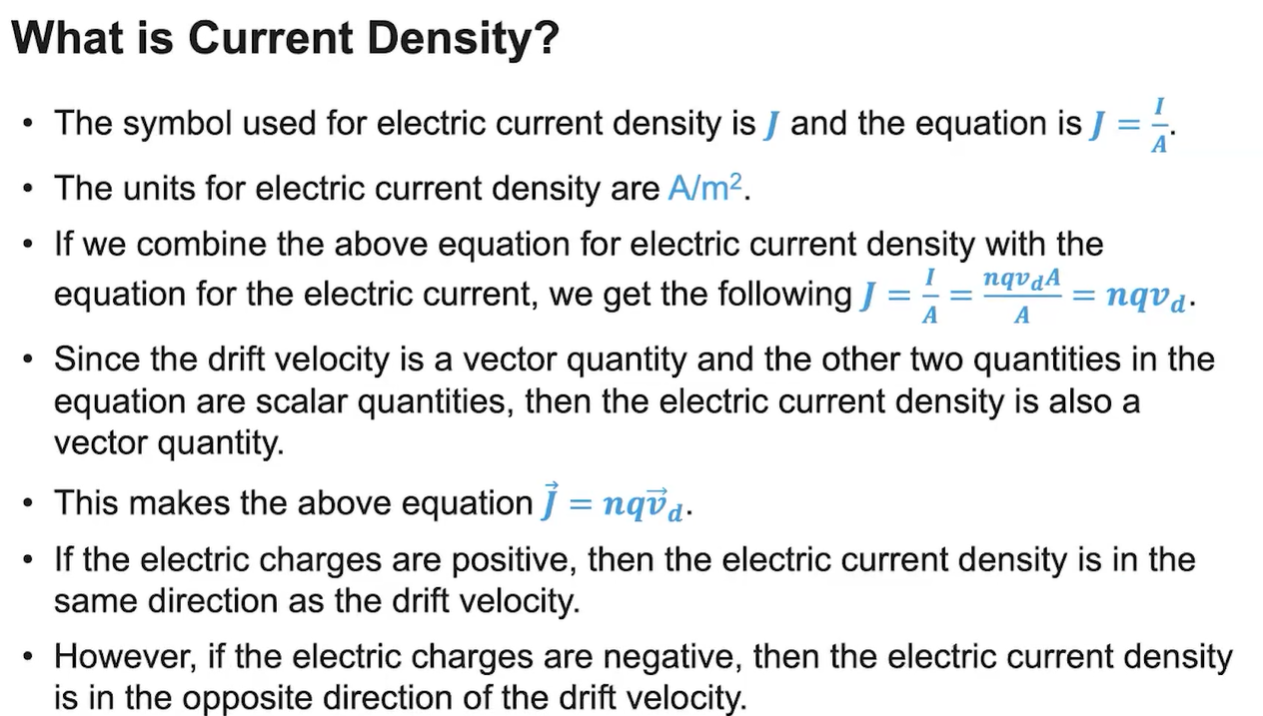 What is Current Density?
• The symbol used for electric current density is J and the equation is J = I/A.
• The units for electric current density are A/m².
• If we combine the above equation for electric current density with the
equation for the electric current, we get the following J = I/A = nqv_dA/A = nqv_d.
• Since the drift velocity is a vector quantity and the other two quantities in the
equation are scalar quantities, then the electric current density is also a
vector quantity.
• This makes the above equation J⃗ = nqv⃗_d.
• If the electric charges are positive, then the electric current density is in the
same direction as the drift velocity.
• However, if the electric charges are negative, then the electric current density
is in the opposite direction of the drift velocity.